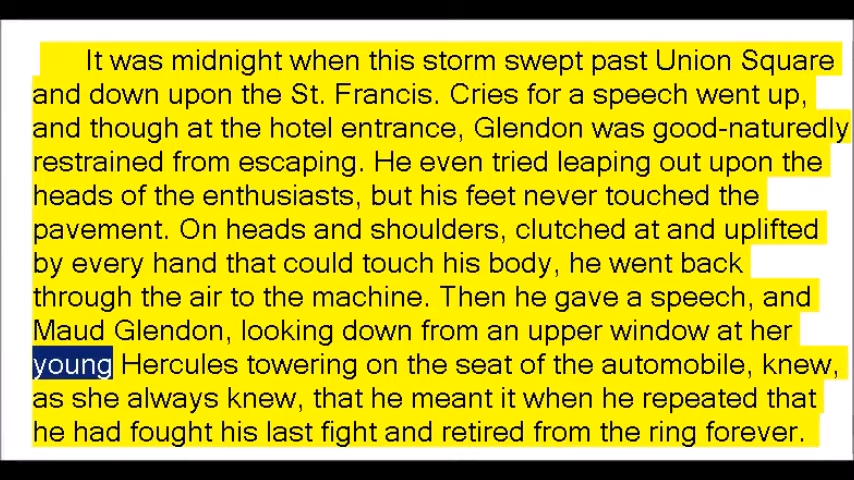 It was midnight when this storm swept past Union Square
and down upon the St. Francis. Cries for a speech went up,
and though at the hotel entrance, Glendon was good-naturedly
restrained from escaping. He even tried leaping out upon the
heads of the enthusiasts, but his feet never touched the
pavement. On heads and shoulders, clutched at and uplifted
by every hand that could touch his body, he went back
through the air to the machine. Then he gave a speech, and
Maud Glendon, looking down from an upper window at her
young Hercules towering on the seat of the automobile, knew,
as she always knew, that he meant it when he repeated that
he had fought his last fight and retired from the ring forever.